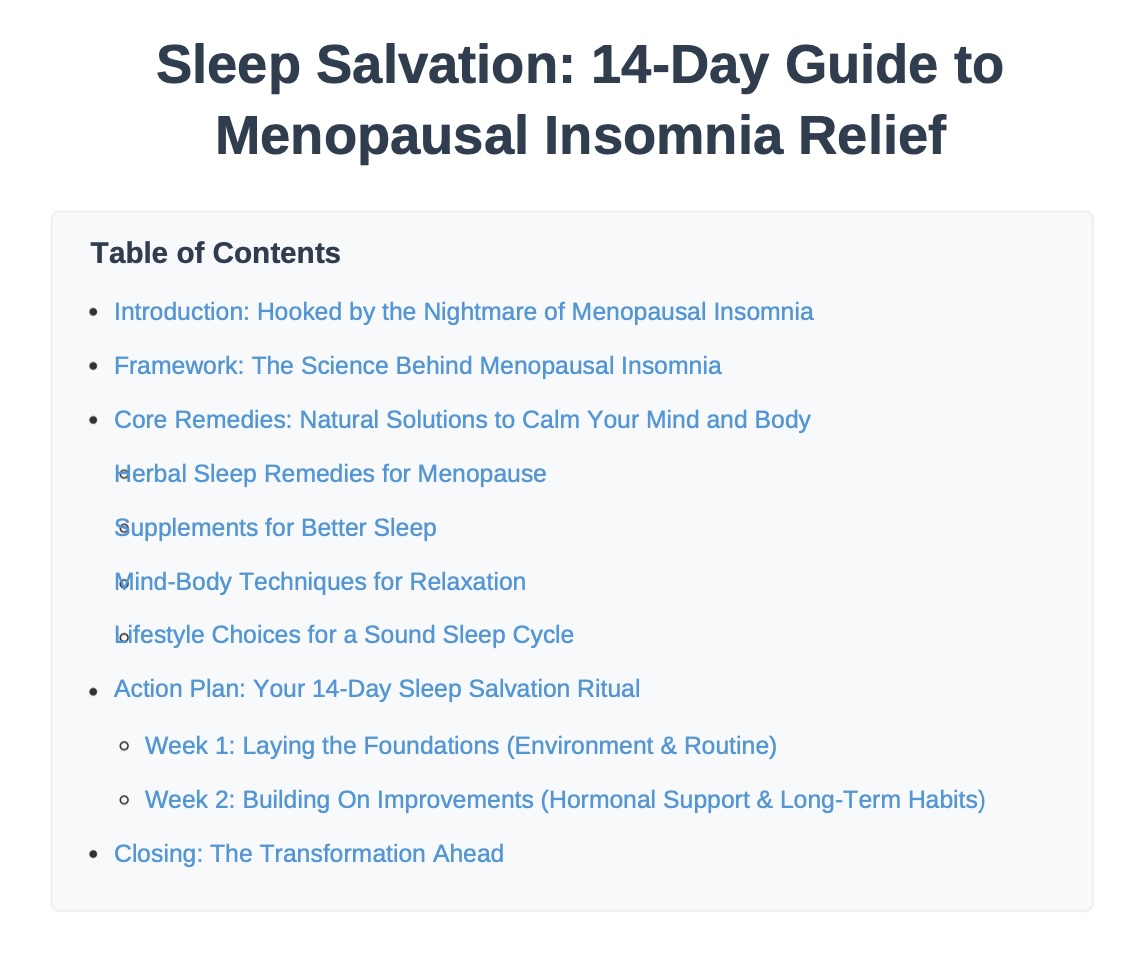 Sleep Salvation: 14-Day Guide to
Menopausal Insomnia Relief
Table of Contents
Introduction: Hooked by the Nightmare of Menopausal Insomnia
Framework: The Science Behind Menopausal Insomnia
Core Remedies: Natural Solutions to Calm Your Mind and Body
Herbal Sleep Remedies for Menopause
Supplements for Better Sleep
Mind-Body Techniques for Relaxation
Lifestyle Choices for a Sound Sleep Cycle
Action Plan: Your 14-Day Sleep Salvation Ritual
Week 1: Laying the Foundations (Environment & Routine)
Week 2: Building On Improvements (Hormonal Support & Long-Term Habits)
Closing: The Transformation Ahead